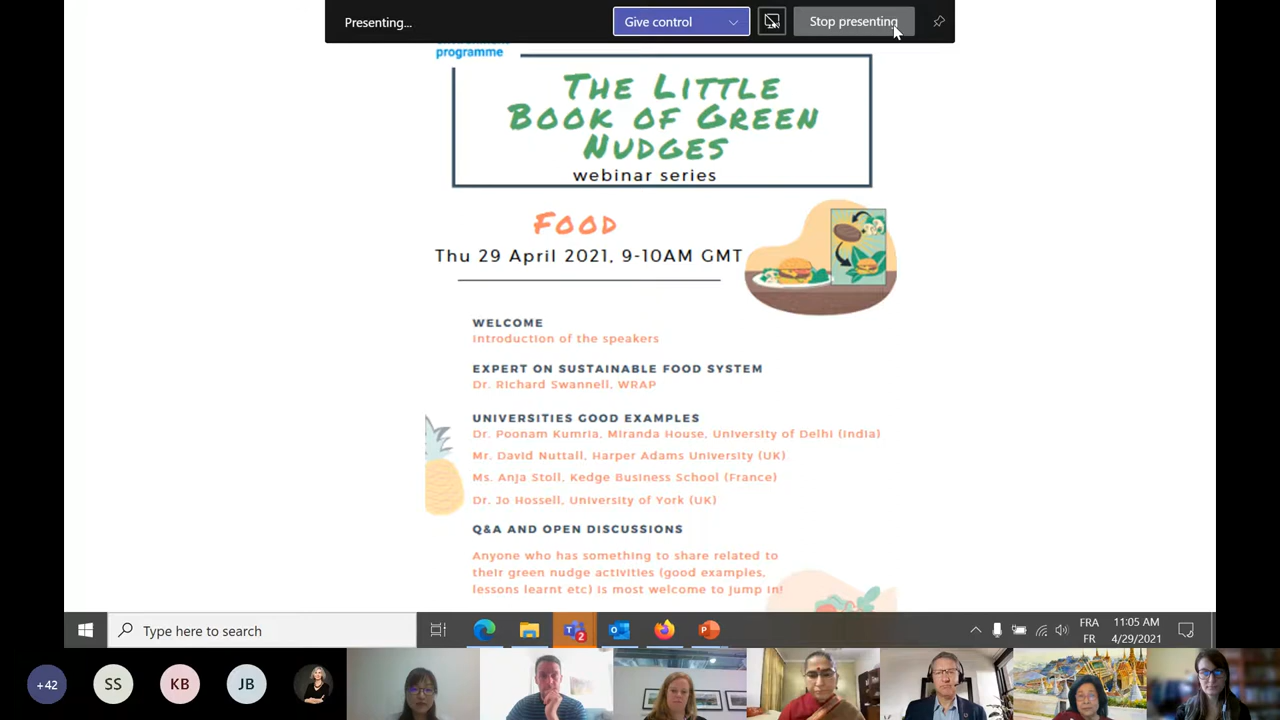 Presenting...
Give control
Stop presenting
programme
THE LITTLE
BOOK OF GREEN
NUDGES
webinar series
FOOD
Thu 29 April 2021, 9-10AM GMT
WELCOME
Introduction of the speakers
EXPERT ON SUSTAINABLE FOOD SYSTEM
Dr. Richard Swannell, WRAP
UNIVERSITIES GOOD EXAMPLES
Dr. Poonam Kumria, Miranda House, University of Delhi (India)
Mr. David Nuttall, Harper Adams University (UK)
Ms. Anja Stoll, Kedge Business School (France)
Dr. Jo Hossell, University of York (UK)
Q&A AND OPEN DISCUSSIONS
Anyone who has something to share related to
their green nudge activities (good examples,
lessons learnt etc) is most welcome to jump in!
Type here to search
2
FRA
FR
11:05 AM
4/29/2021
+42
SS
KB
JB